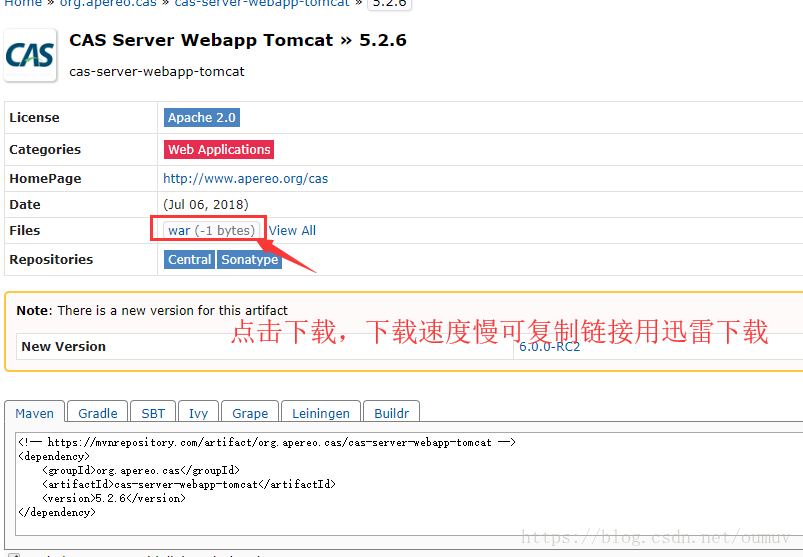 Home » org.apereo.cas » cas-server-webapp-tomcat » 5.2.6
CAS
CAS Server Webapp Tomcat » 5.2.6
cas-server-webapp-tomcat
License Apache 2.0
Categories Web Applications
HomePage http://www.apereo.org/cas
Date (Jul 06, 2018)
Files war (-1 bytes) View All
Repositories Central Sonatype
Note: There is a new version for this artifact
点击下载，下载速度慢可复制链接用迅雷下载
New Version 6.0.0-RC2
Maven Gradle SBT Ivy Grape Leiningen Buildr
<!-- https://mvnrepository.com/artifact/org.apereo.cas/cas-server-webapp-tomcat -->
<dependency>
<groupId>org.apereo.cas</groupId>
<artifactId>cas-server-webapp-tomcat</artifactId>
<version>5.2.6</version>
</dependency>
https://blog.csdn.net/oumuv